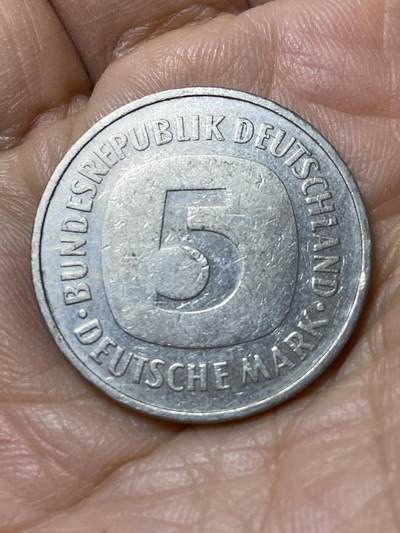 BUNDESREPUBLIK DEUTSCHLAND
5
· DEUTSCHE MARK ·